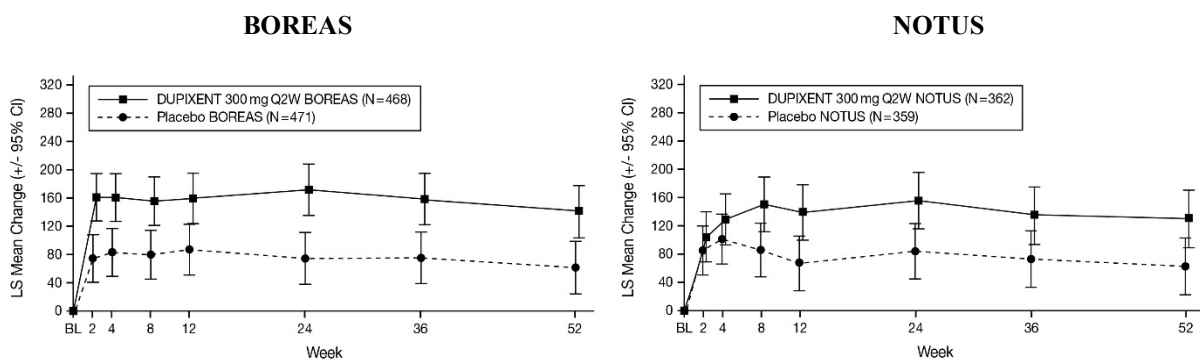 BOREAS
LS Mean Change (+/- 95% CI)
320
280
240
200
160
120
80
40
0
DUPIXENT 300 mg Q2W BOREAS (N=468)
Placebo BOREAS (N=471)
BL 2 4 8 12 24 36 52
Week
NOTUS
LS Mean Change (+/- 95% CI)
320
280
240
200
160
120
80
40
0
DUPIXENT 300 mg Q2W NOTUS (N=362)
Placebo NOTUS (N=359)
BL 2 4 8 12 24 36 52
Week